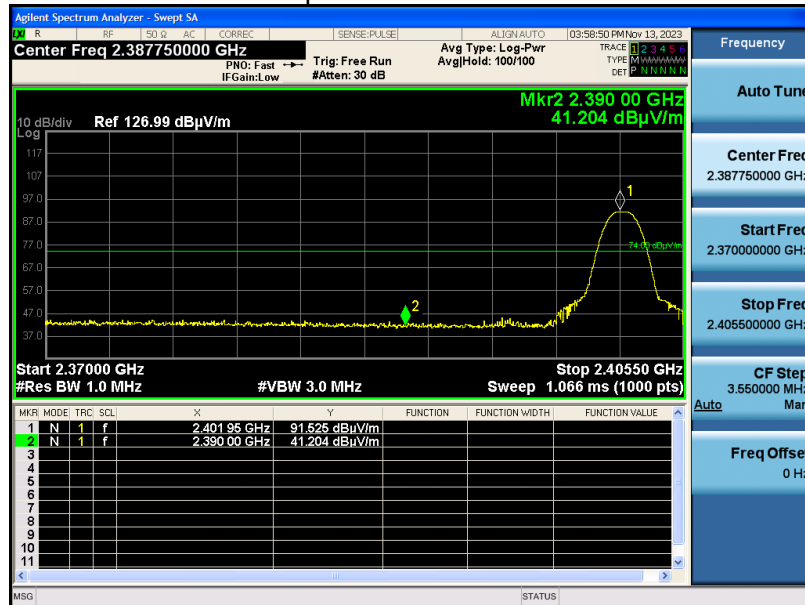 Agilent Spectrum Analyzer - Swept SA
LXI R RF 50 Ω AC CORREC SENSE:PULSE ALIGN AUTO 03:58:50 PM Nov 13, 2023
Center Freq 2.387750000 GHz Avg Type: Log-Pwr TRACE 1 2 3 4 5 6
PNO: Fast Trig: Free Run Avg|Hold: 100/100 TYPE M WWWWW
IFGain:Low #Atten: 30 dB DET P N N N N N
Frequency
Auto Tune
Center Freq
2.387750000 GHz
Start Freq
2.370000000 GHz
Stop Freq
2.405500000 GHz
CF Step
3.550000 MHz
Auto Man
Freq Offset
0 Hz
Mkr2 2.390 00 GHz
10 dB/div Ref 126.99 dBµV/m 41.204 dBµV/m
Log
117
107
97.0
87.0
77.0
67.0
57.0
47.0
37.0
1
74.00 dBµV/m
2
Start 2.37000 GHz Stop 2.40550 GHz
#Res BW 1.0 MHz #VBW 3.0 MHz Sweep 1.066 ms (1000 pts)
MKR MODE TRC SCL X Y FUNCTION FUNCTION WIDTH FUNCTION VALUE
1 N 1 f 2.401 95 GHz 91.525 dBµV/m
2 N 1 f 2.390 00 GHz 41.204 dBµV/m
3
4
5
6
7
8
9
10
11
MSG STATUS